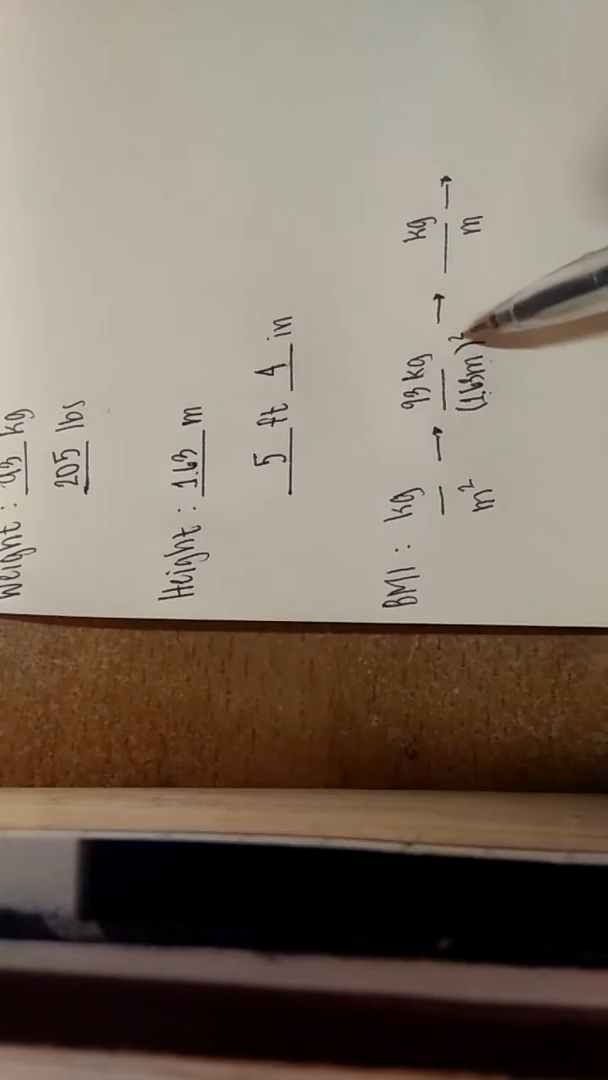 Weight : 93 kg
205 lbs
Height : 1.63 m
5 ft 4 in
BMI : kg → 93 kg → kg →
m² (1.63m)² m